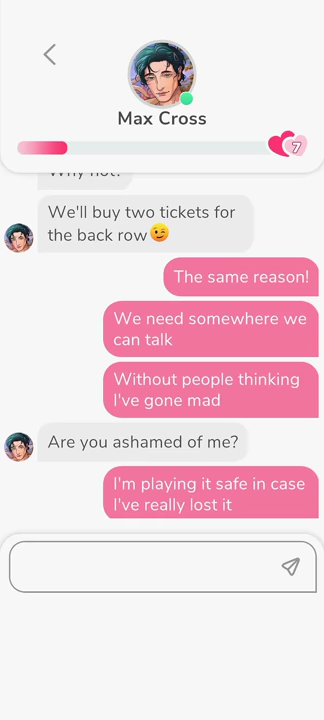 Max Cross
7
Why not?
We'll buy two tickets for
the back row😉
The same reason!
We need somewhere we
can talk
Without people thinking
I've gone mad
Are you ashamed of me?
I'm playing it safe in case
I've really lost it